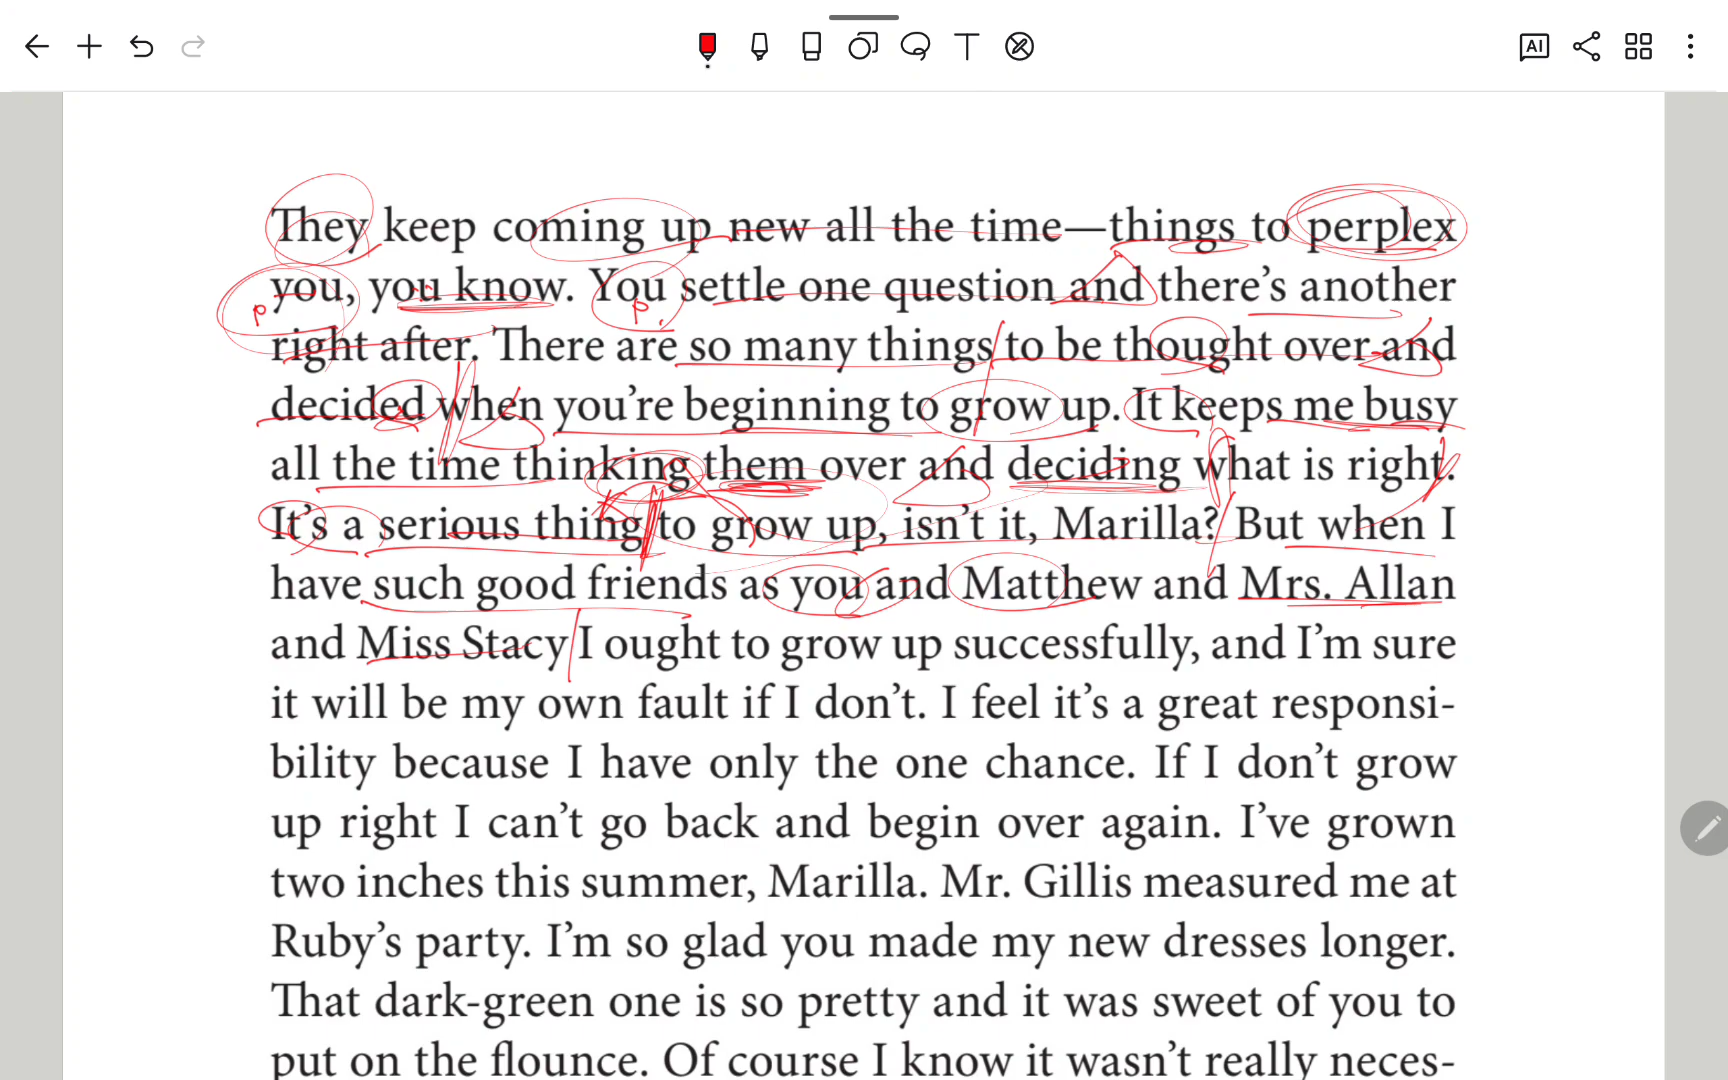 AI
T
They keep coming up new all the time—things to perplex
you, you know. You settle one question and there's another
p
p.
right after. There are so many things to be thought over and
decided when you're beginning to grow up. It keeps me busy
all the time thinking them over and deciding what is right.
It's a serious thing to grow up, isn't it, Marilla? But when I
have such good friends as you and Matthew and Mrs. Allan
and Miss Stacy I ought to grow up successfully, and I'm sure
it will be my own fault if I don't. I feel it's a great responsi-
bility because I have only the one chance. If I don't grow
up right I can't go back and begin over again. I've grown
two inches this summer, Marilla. Mr. Gillis measured me at
Ruby's party. I'm so glad you made my new dresses longer.
That dark-green one is so pretty and it was sweet of you to
put on the flounce. Of course I know it wasn't really neces-